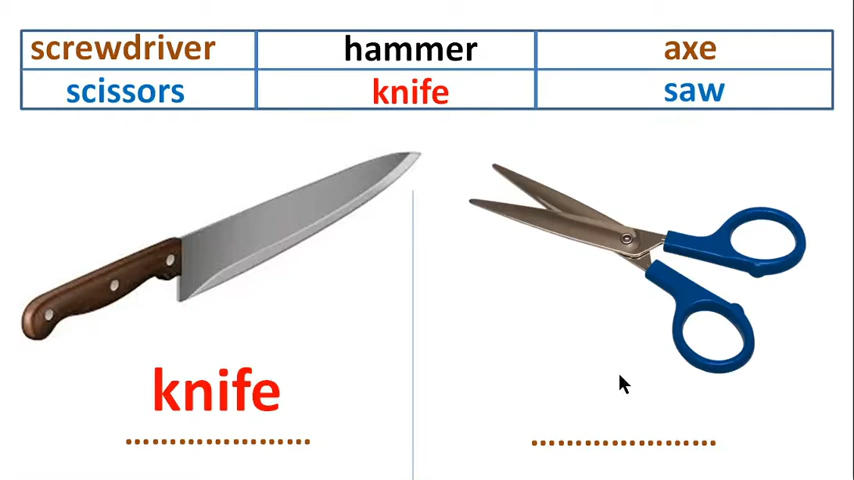 screwdriver hammer axe
scissors knife saw
knife